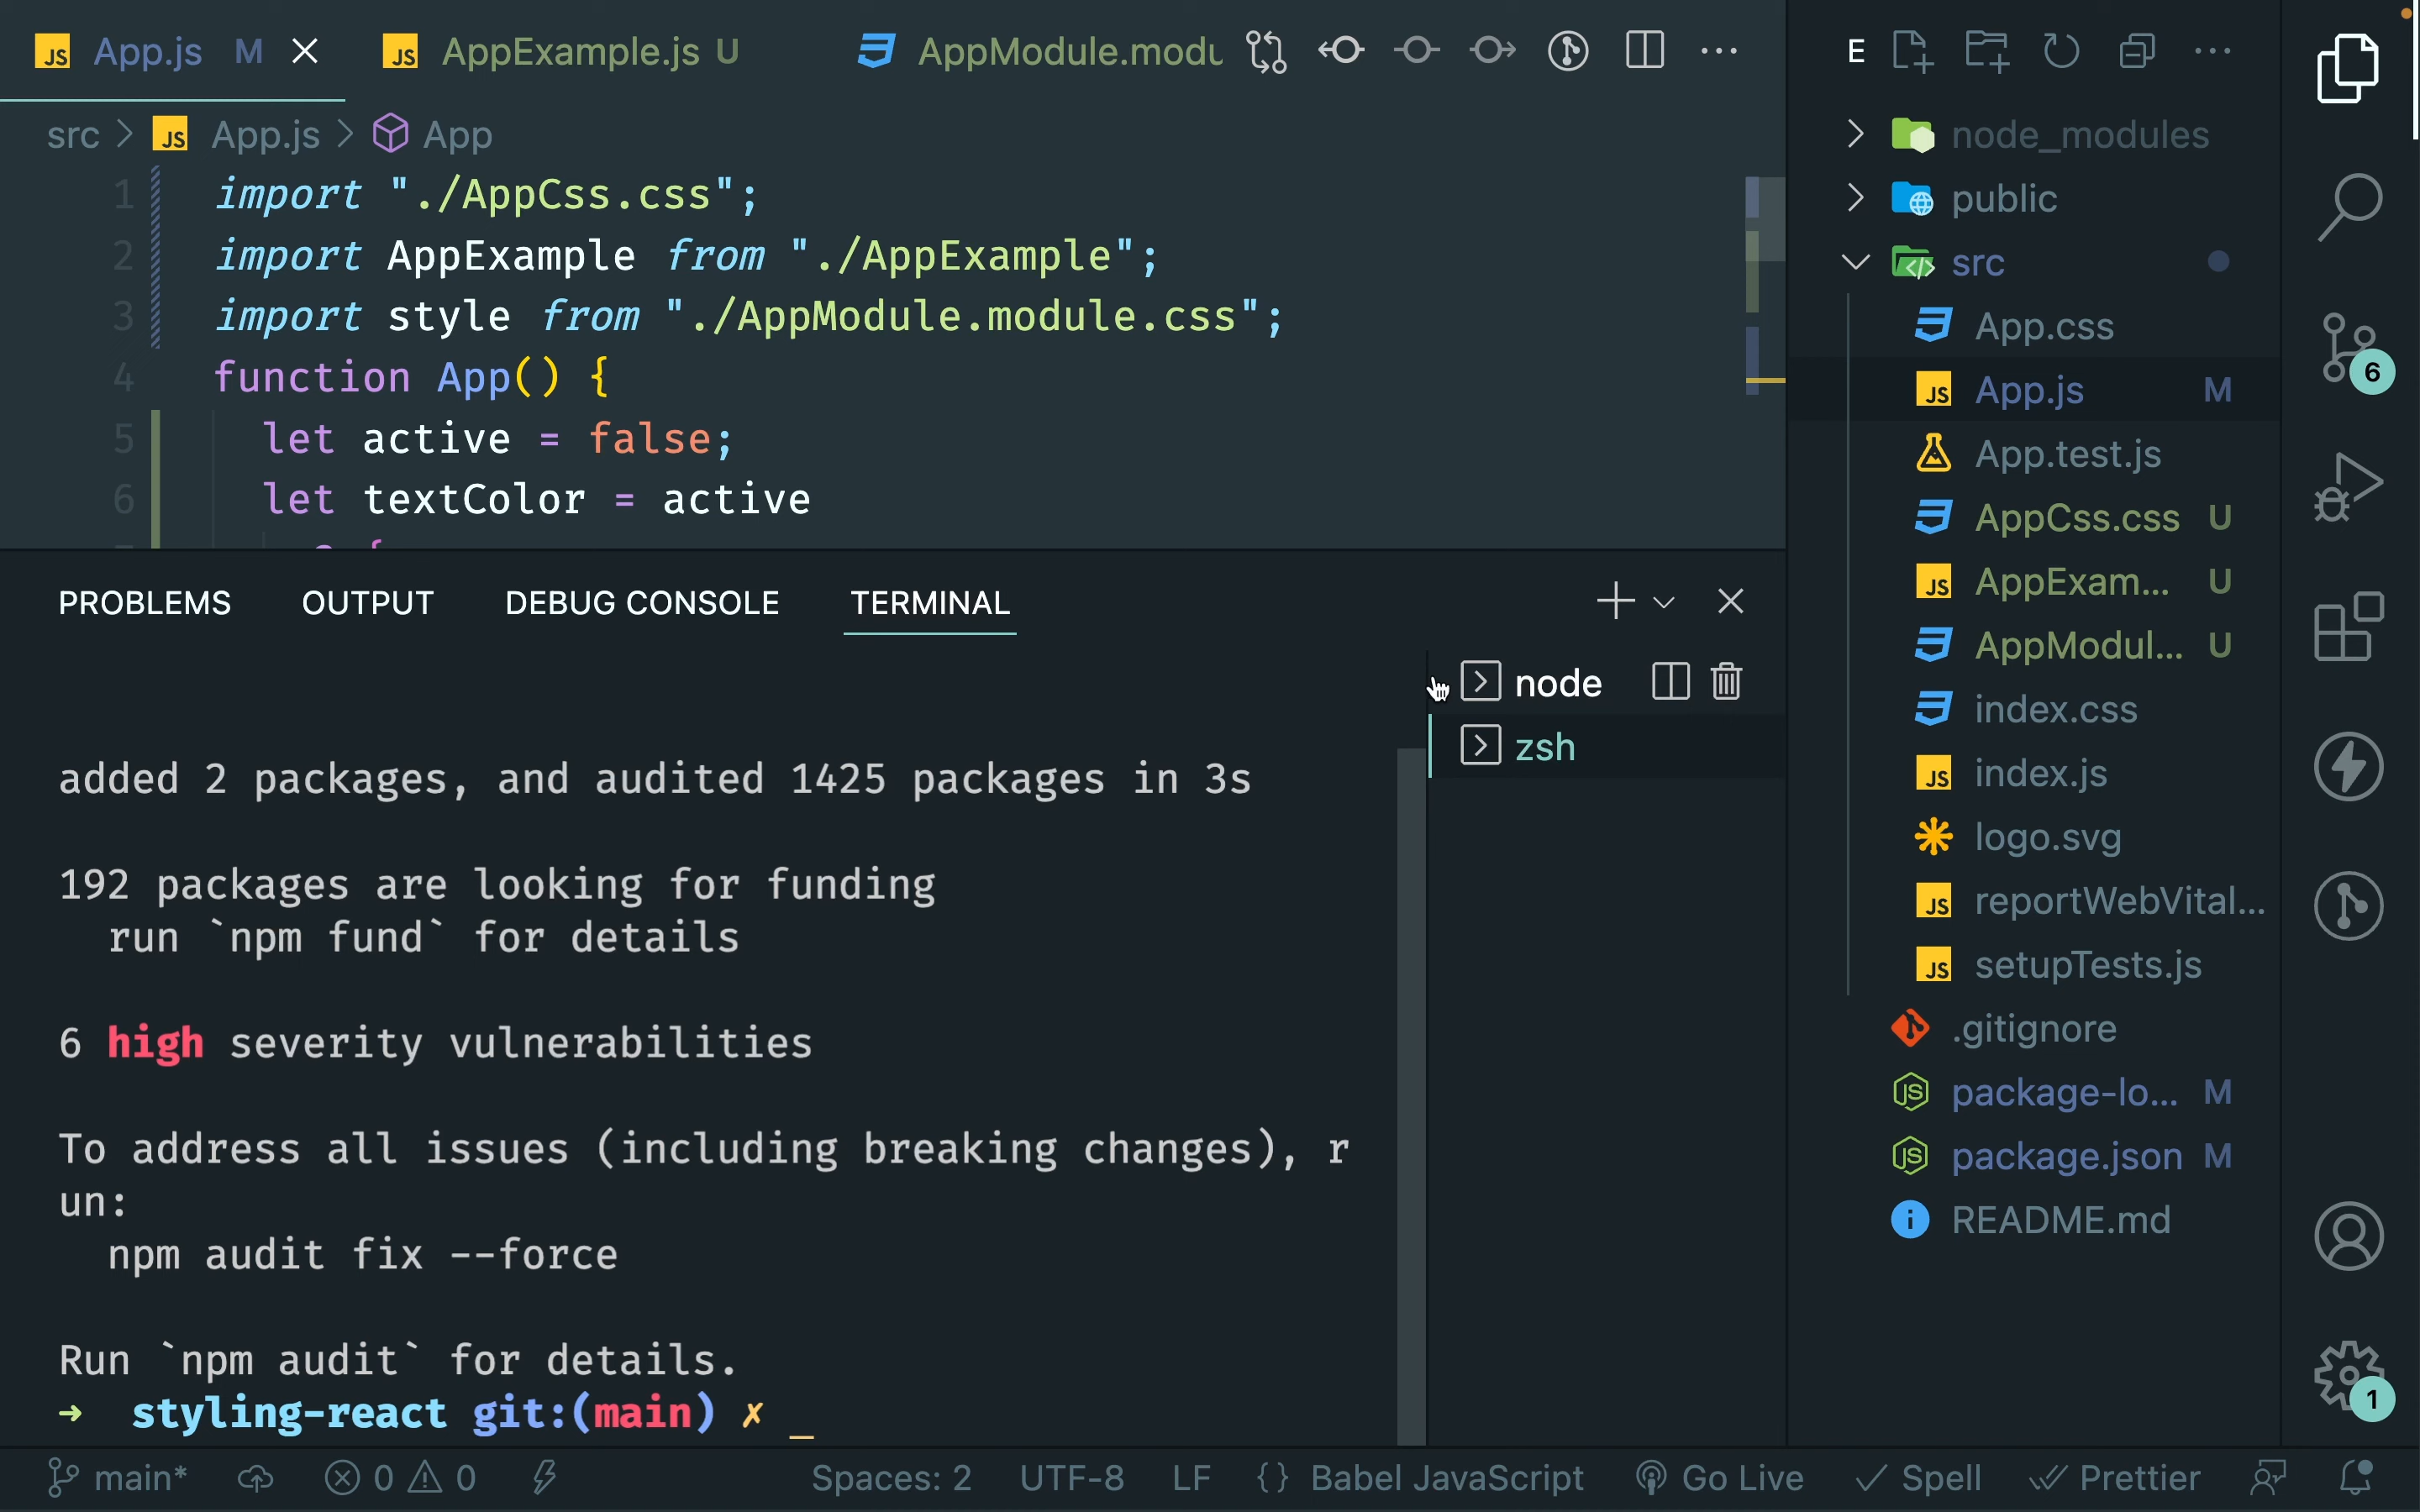 App.js M
AppExample.js U
AppModule.modu
src > App.js > App
1 import "./AppCss.css";
2 import AppExample from "./AppExample";
3 import style from "./AppModule.module.css";
4 function App() {
5 let active = false;
6 let textColor = active
PROBLEMS OUTPUT DEBUG CONSOLE TERMINAL
node
zsh
added 2 packages, and audited 1425 packages in 3s
192 packages are looking for funding
run `npm fund` for details
6 high severity vulnerabilities
To address all issues (including breaking changes), r
un:
npm audit fix --force
Run `npm audit` for details.
➜ styling-react git:(main) ✗ _
E
node_modules
public
src
App.css
App.js M
App.test.js
AppCss.css U
AppExam... U
AppModul... U
index.css
index.js
logo.svg
reportWebVital...
setupTests.js
.gitignore
package-lo... M
package.json M
README.md
6
1
main* 0 0 Spaces: 2 UTF-8 LF {} Babel JavaScript Go Live Spell Prettier